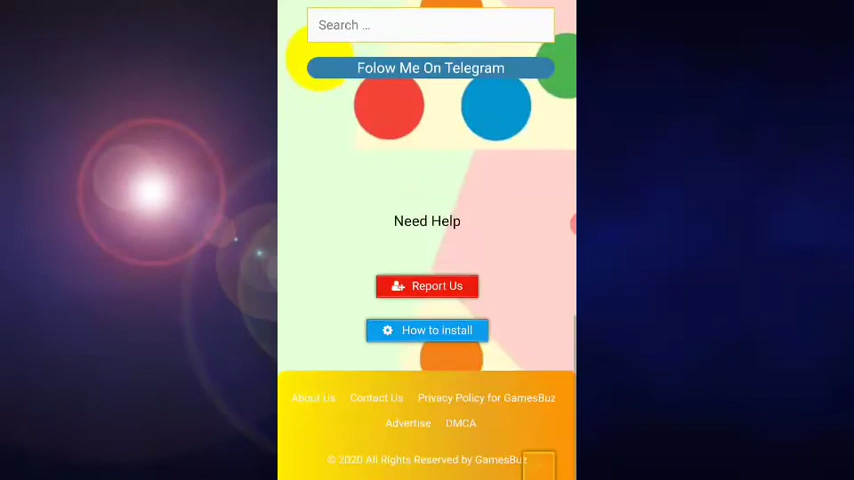 Search ...
Folow Me On Telegram
Need Help
Report Us
How to install
About Us Contact Us Privacy Policy for GamesBuz
Advertise DMCA
© 2020 All Rights Reserved by GamesBuz